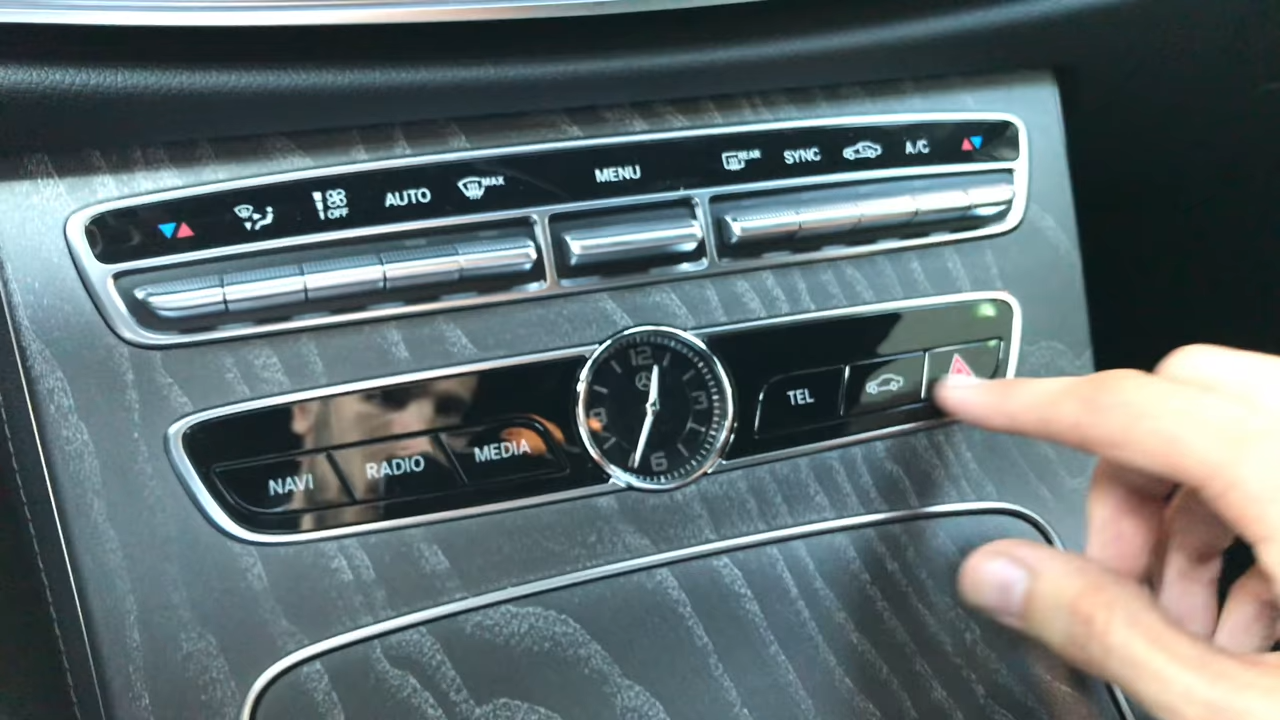 OFF
AUTO
MAX
MENU
REAR
SYNC
A/C
NAVI
RADIO
MEDIA
12
3
6
9
TEL